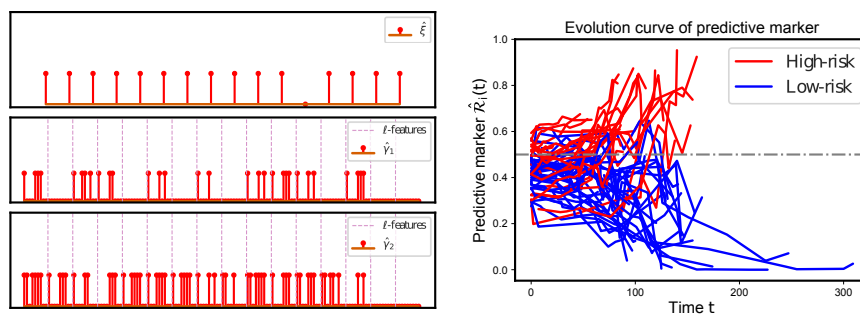 ξ̂
ℓ-features
γ̂₁
ℓ-features
γ̂₂
Evolution curve of predictive marker
Predictive marker R̂ᵢ(t)
1.0
0.8
0.6
0.4
0.2
0.0
High-risk
Low-risk
0 100 200 300
Time t